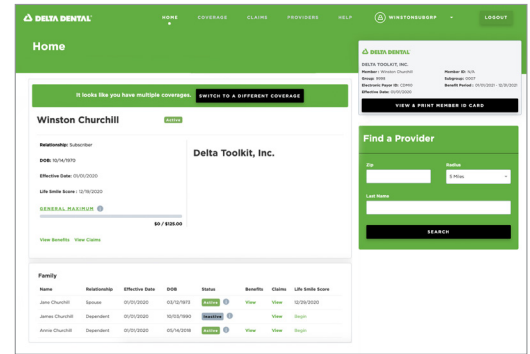 DELTA DENTAL
HOME COVERAGE CLAIMS PROVIDERS HELP WINSTONSUBGRP LOGOUT
Home
It looks like you have multiple coverages. SWITCH TO A DIFFERENT COVERAGE
Winston Churchill Active
Relationship: Subscriber
DOB: 10/14/1970
Effective Date: 01/01/2020
Life Smile Score : 12/19/2020
GENERAL MAXIMUM
$0 / $125.00
View Benefits View Claims
Delta Toolkit, Inc.
Family
Name Relationship Effective Date DOB Status Benefits Claims Life Smile Score
Jane Churchill Spouse 01/01/2020 03/12/1973 Active View View 12/29/2020
James Churchill Dependent 01/01/2020 10/03/1990 Inactive View Begin
Annie Churchill Dependent 01/01/2020 05/14/2018 Active View View Begin
DELTA DENTAL
DELTA TOOLKIT, INC.
Member : Winston Churchill Member ID: N/A
Group: 9998 Subgroup: 0007
Electronic Payer ID: CDMI0 Benefit Period : 01/01/2021 - 12/31/2021
Effective Date: 01/01/2020
VIEW & PRINT MEMBER ID CARD
Find a Provider
Zip Radius
5 Miles
Last Name
SEARCH